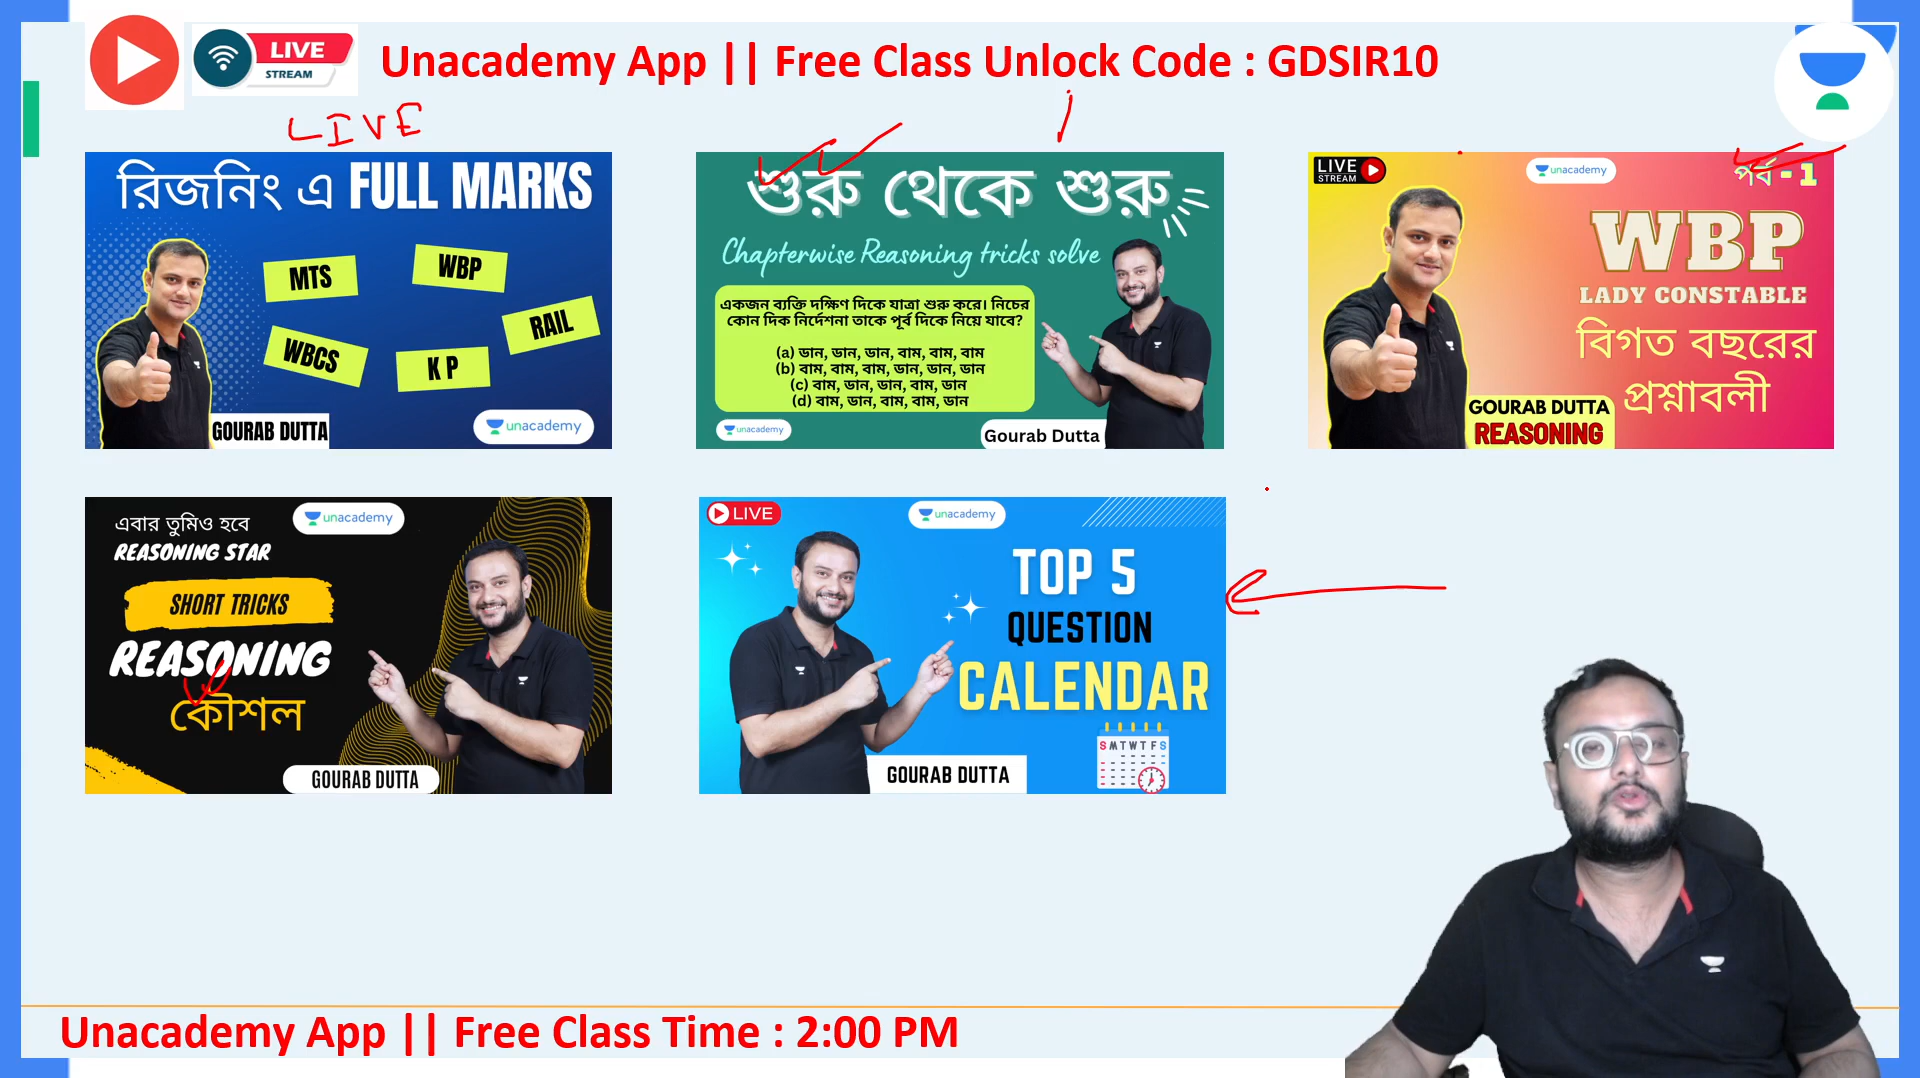 LIVE
STREAM
Unacademy App || Free Class Unlock Code : GDSIR10
LIVE
রিজনিং এ FULL MARKS
MTS
WBP
RAIL
WBCS
K P
GOURAB DUTTA
unacademy
শুরু থেকে শুরু
Chapterwise Reasoning tricks solve
একজন ব্যক্তি দক্ষিণ দিকে যাত্রা শুরু করে। নিচের
কোন দিক নির্দেশনা তাকে পূর্ব দিকে নিয়ে যাবে?
(a) ডান, ডান, ডান, বাম, বাম, বাম
(b) বাম, বাম, বাম, ডান, ডান, ডান
(c) বাম, ডান, ডান, বাম, ডান
(d) বাম, ডান, বাম, বাম, ডান
unacademy
Gourab Dutta
LIVE
STREAM
unacademy
পর্ব - 1
WBP
LADY CONSTABLE
বিগত বছরের
প্রশ্নাবলী
GOURAB DUTTA
REASONING
এবার তুমিও হবে
REASONING STAR
unacademy
SHORT TRICKS
REASONING
কৌশল
GOURAB DUTTA
LIVE
unacademy
TOP 5
QUESTION
CALENDAR
S M T W T F S
GOURAB DUTTA
Unacademy App || Free Class Time : 2:00 PM